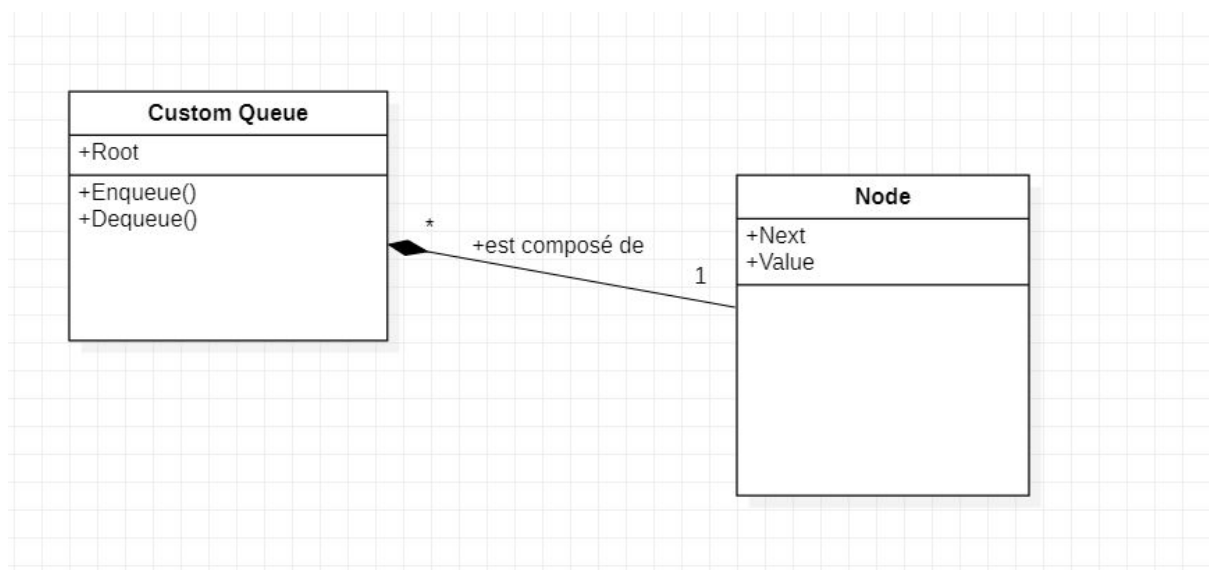 Custom Queue
+Root
+Enqueue()
+Dequeue()
*
+est composé de
1
Node
+Next
+Value